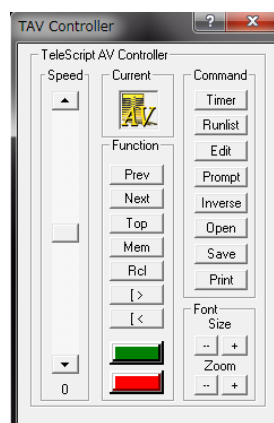 TAV Controller
TeleScript AV Controller
Speed
0
Current
AV
Function
Prev
Next
Top
Mem
Rcl
[>
[<
Command
Timer
Runlist
Edit
Prompt
Inverse
Open
Save
Print
Font
Size
-- +
Zoom
-- +